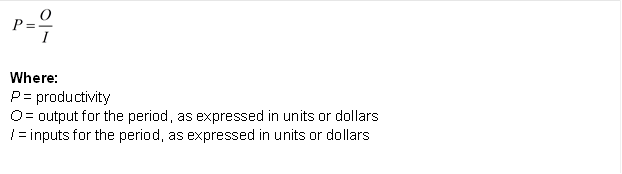 P = O/I
Where:
P = productivity
O = output for the period, as expressed in units or dollars
I = inputs for the period, as expressed in units or dollars